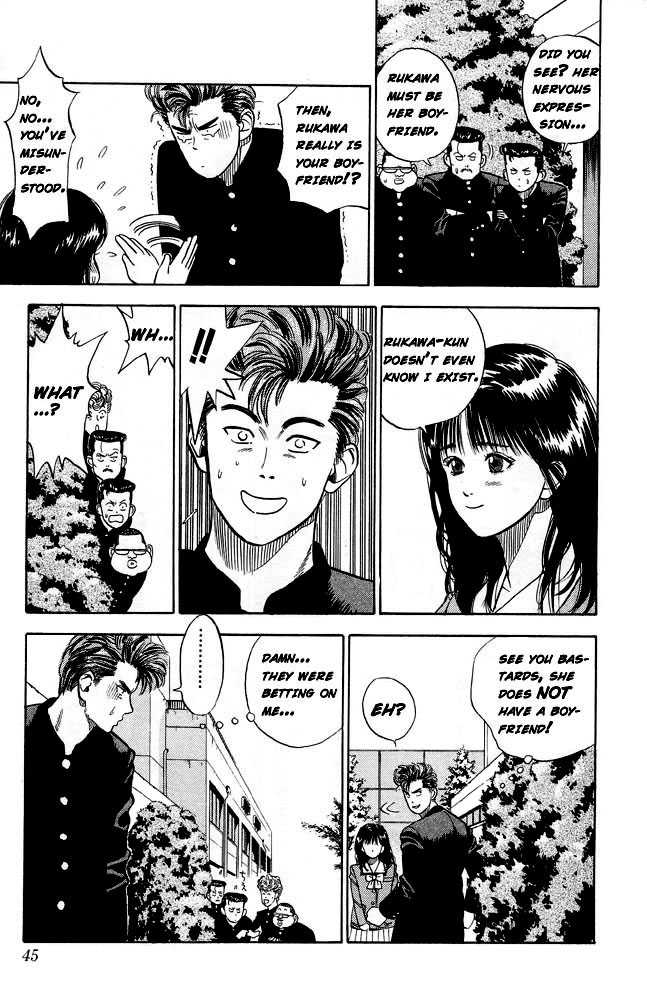 DID YOU
SEE? HER
NERVOUS
EXPRES-
SION...
RUKAWA
MUST BE
HER BOY-
FRIEND.
THEN,
RUKAWA
REALLY IS
YOUR BOY-
FRIEND!?
NO,
NO...
YOU'VE
MISUN-
DER-
STOOD.
RUKAWA-KUN
DOESN'T EVEN
KNOW I EXIST.
!!
WH...
WHAT
...?
SEE YOU BAS-
TARDS, SHE
DOES NOT
HAVE A BOY-
FRIEND!
EH?
DAMN...
THEY WERE
BETTING ON
ME...
........
45